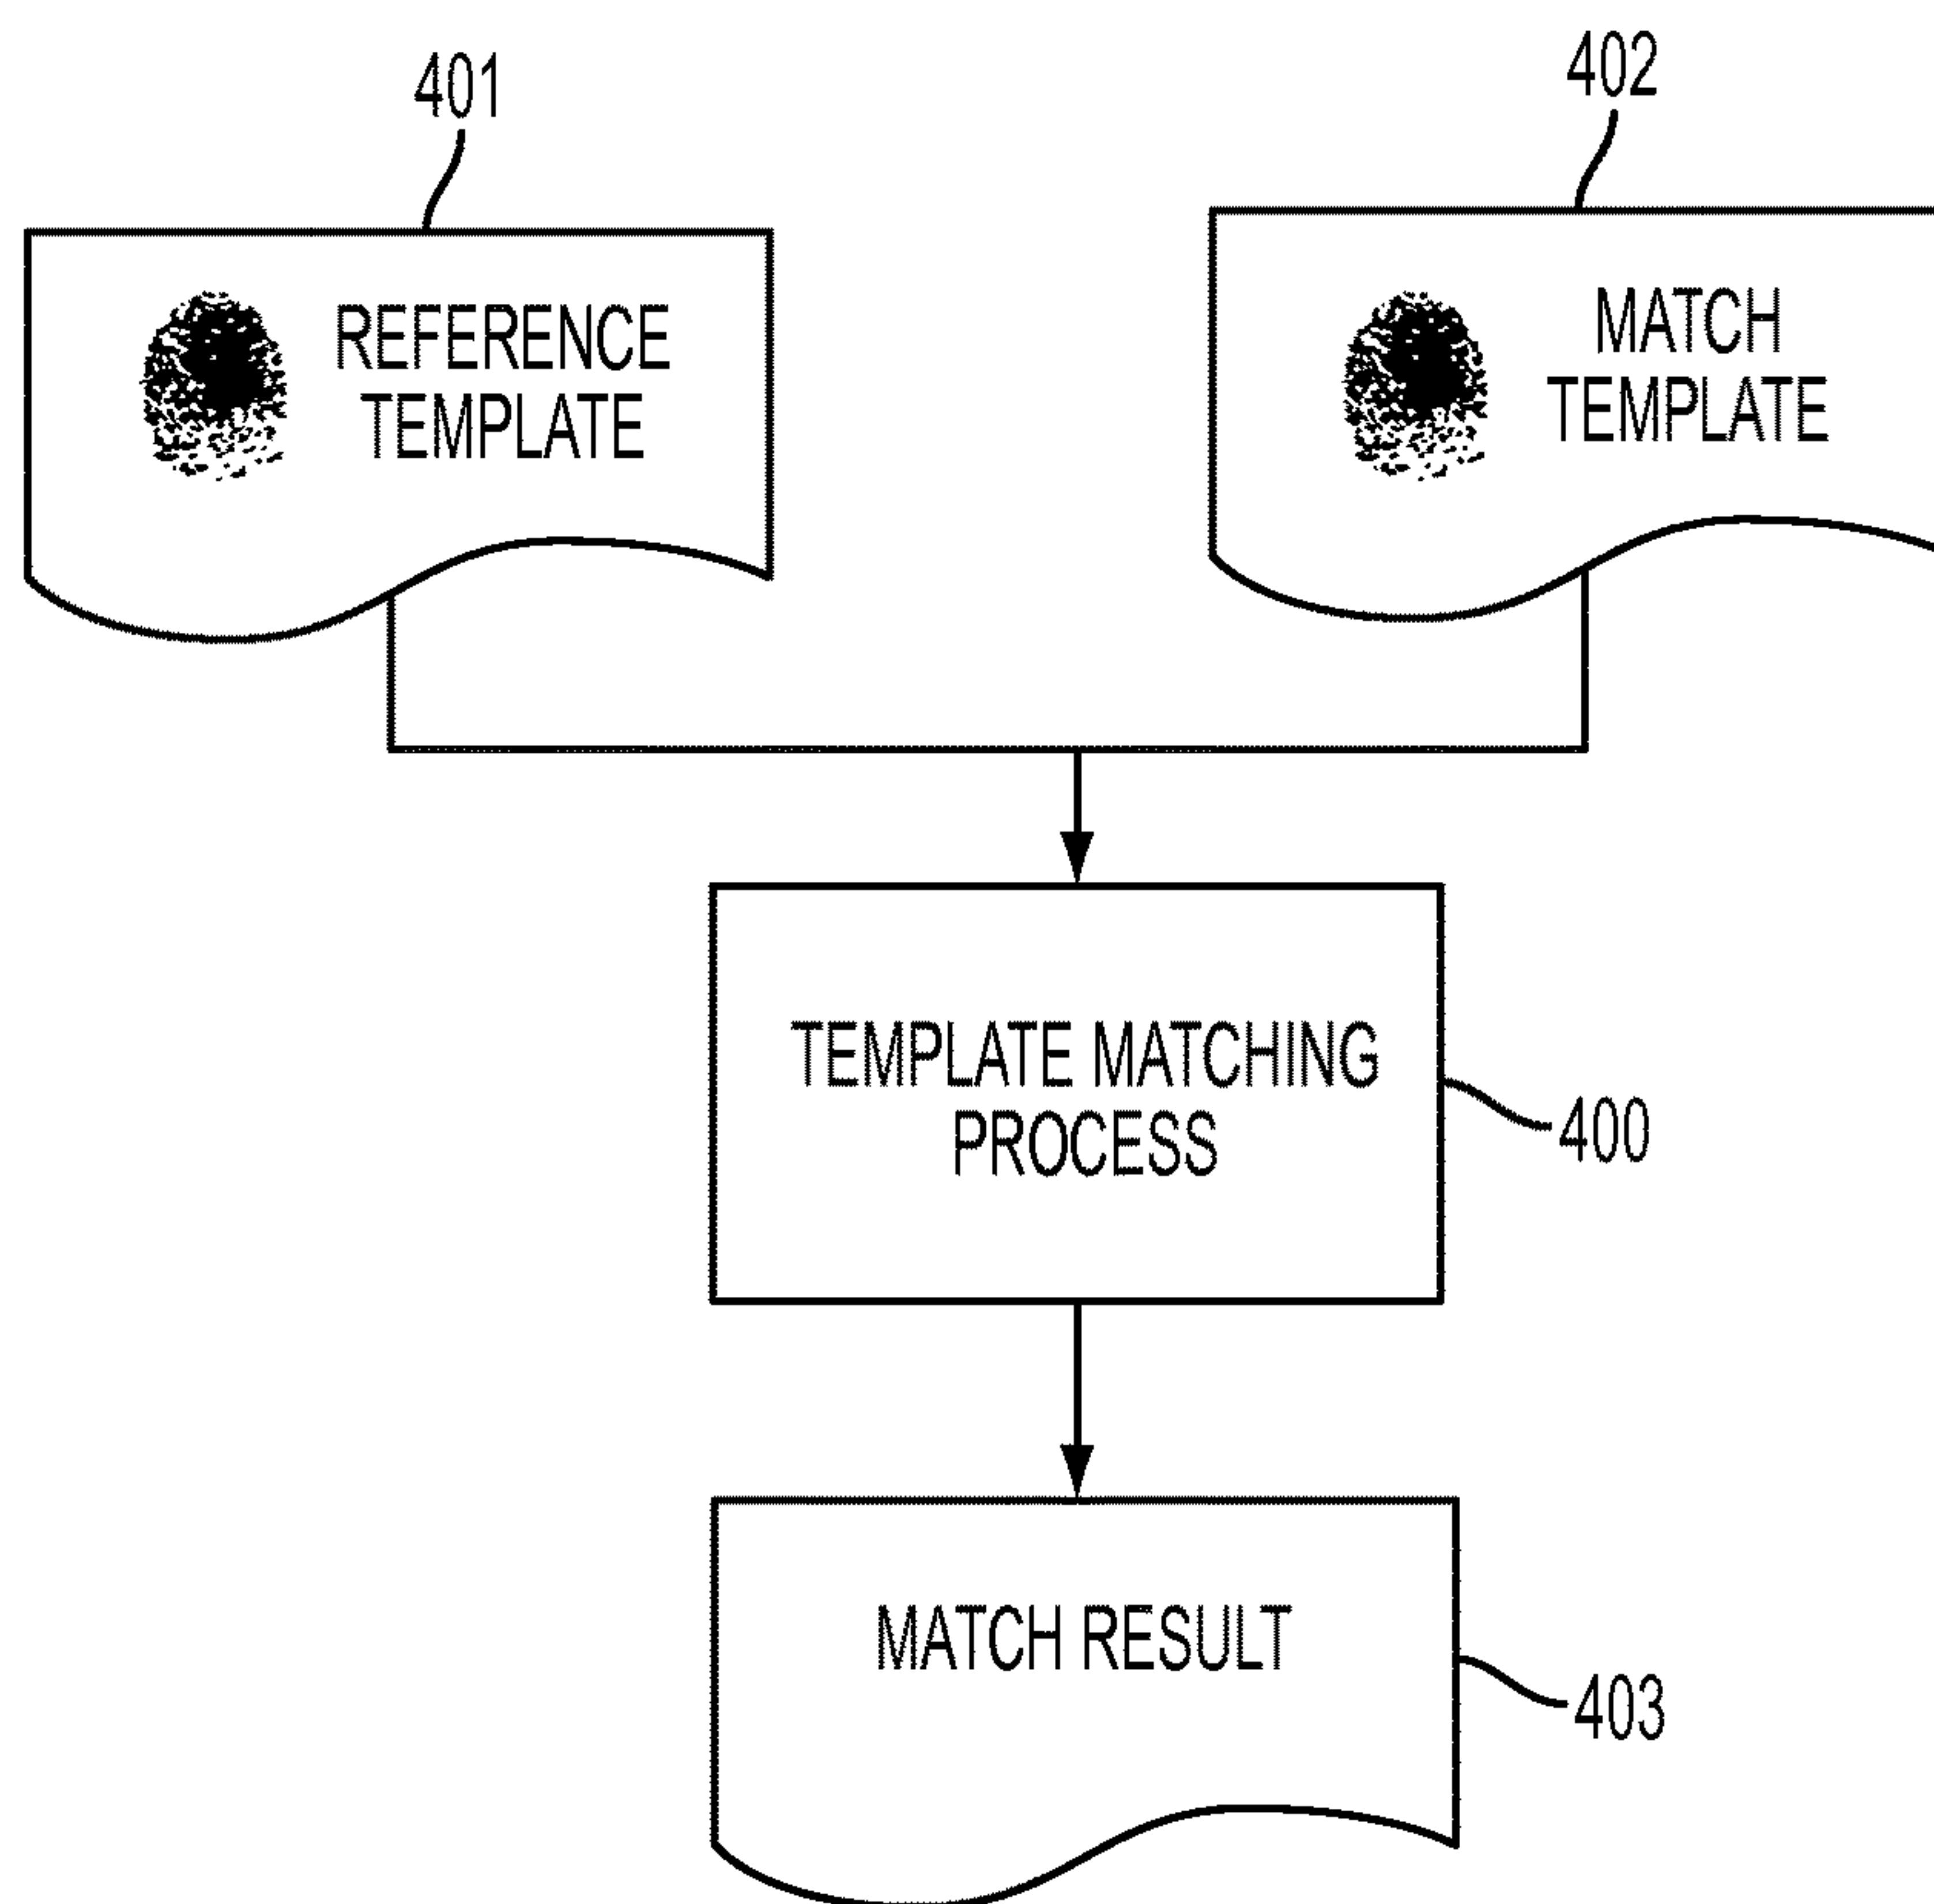 401
402
REFERENCE
TEMPLATE
MATCH
TEMPLATE
TEMPLATE MATCHING
PROCESS
400
MATCH RESULT
403